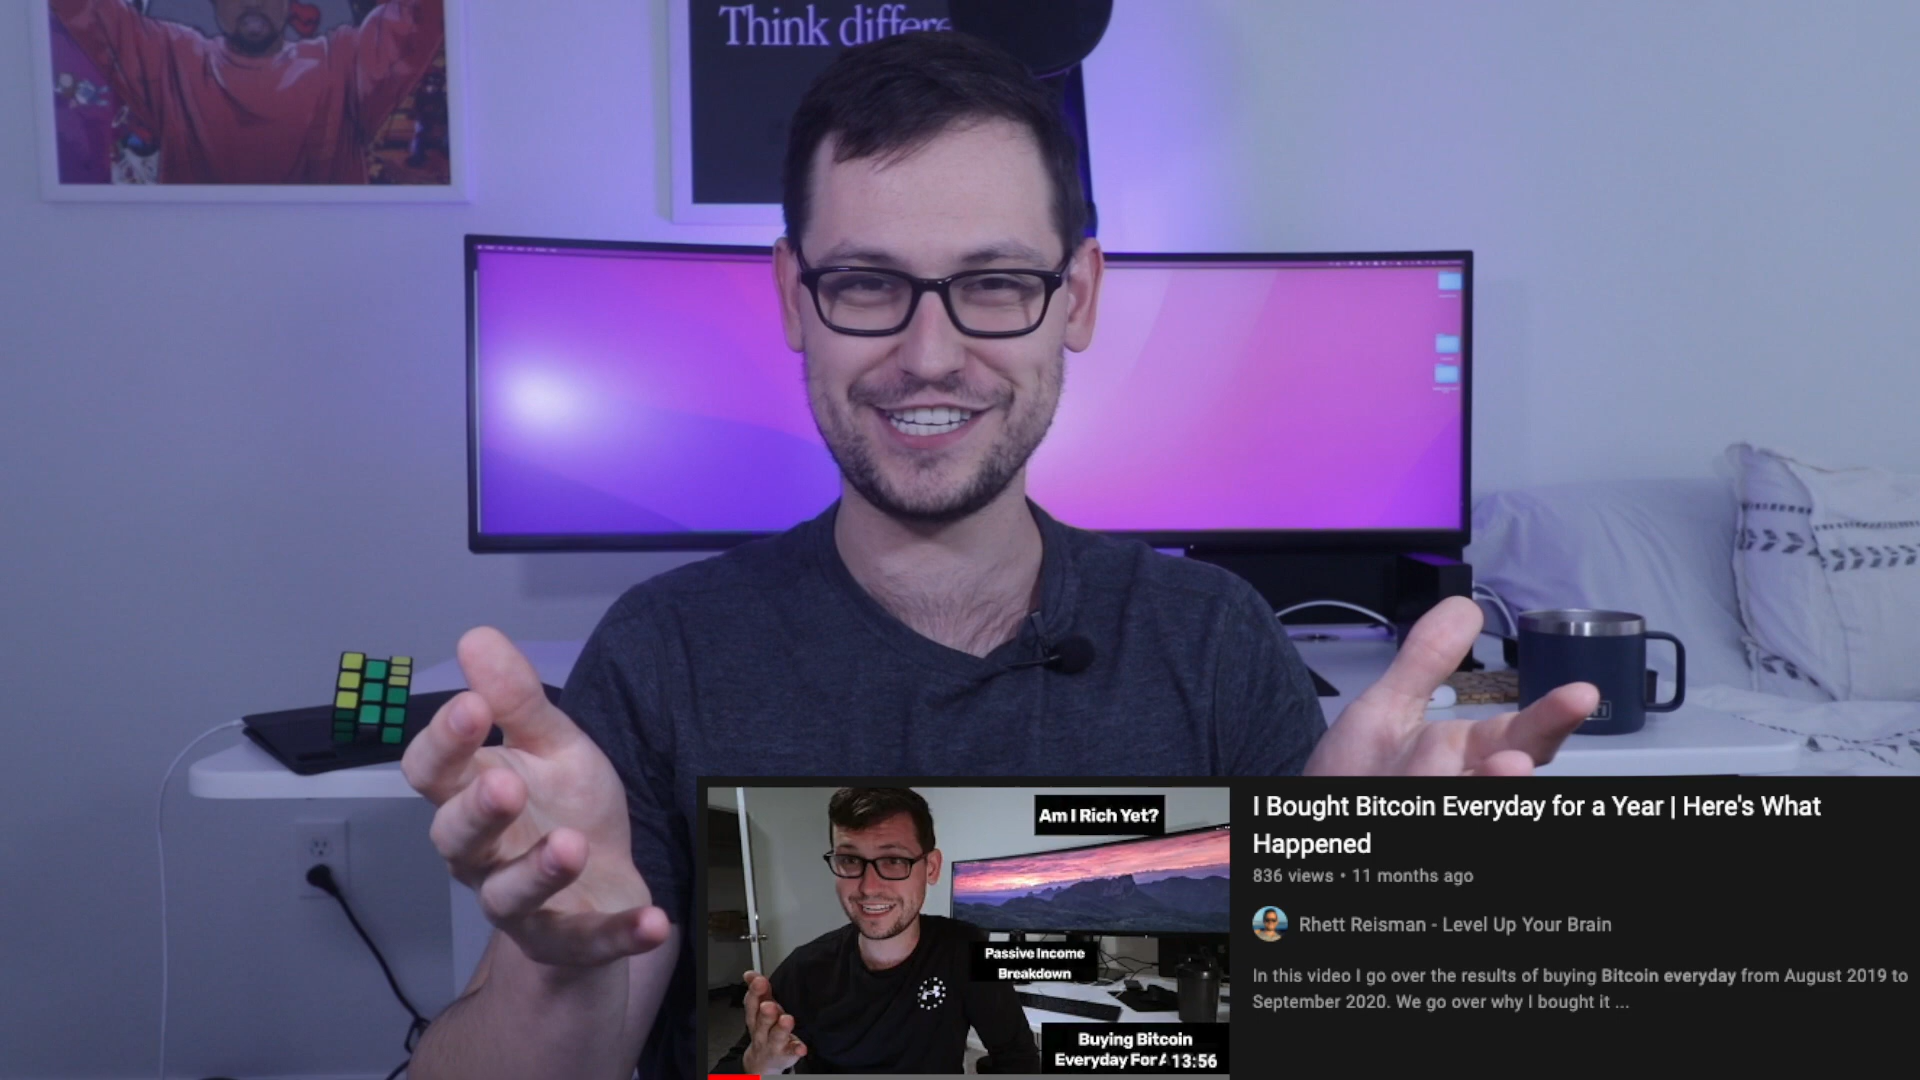 Think differe
Am I Rich Yet?
Passive Income
Breakdown
Buying Bitcoin
Everyday For A
13:56
I Bought Bitcoin Everyday for a Year | Here's What
Happened
836 views • 11 months ago
Rhett Reisman - Level Up Your Brain
In this video I go over the results of buying Bitcoin everyday from August 2019 to
September 2020. We go over why I bought it ...